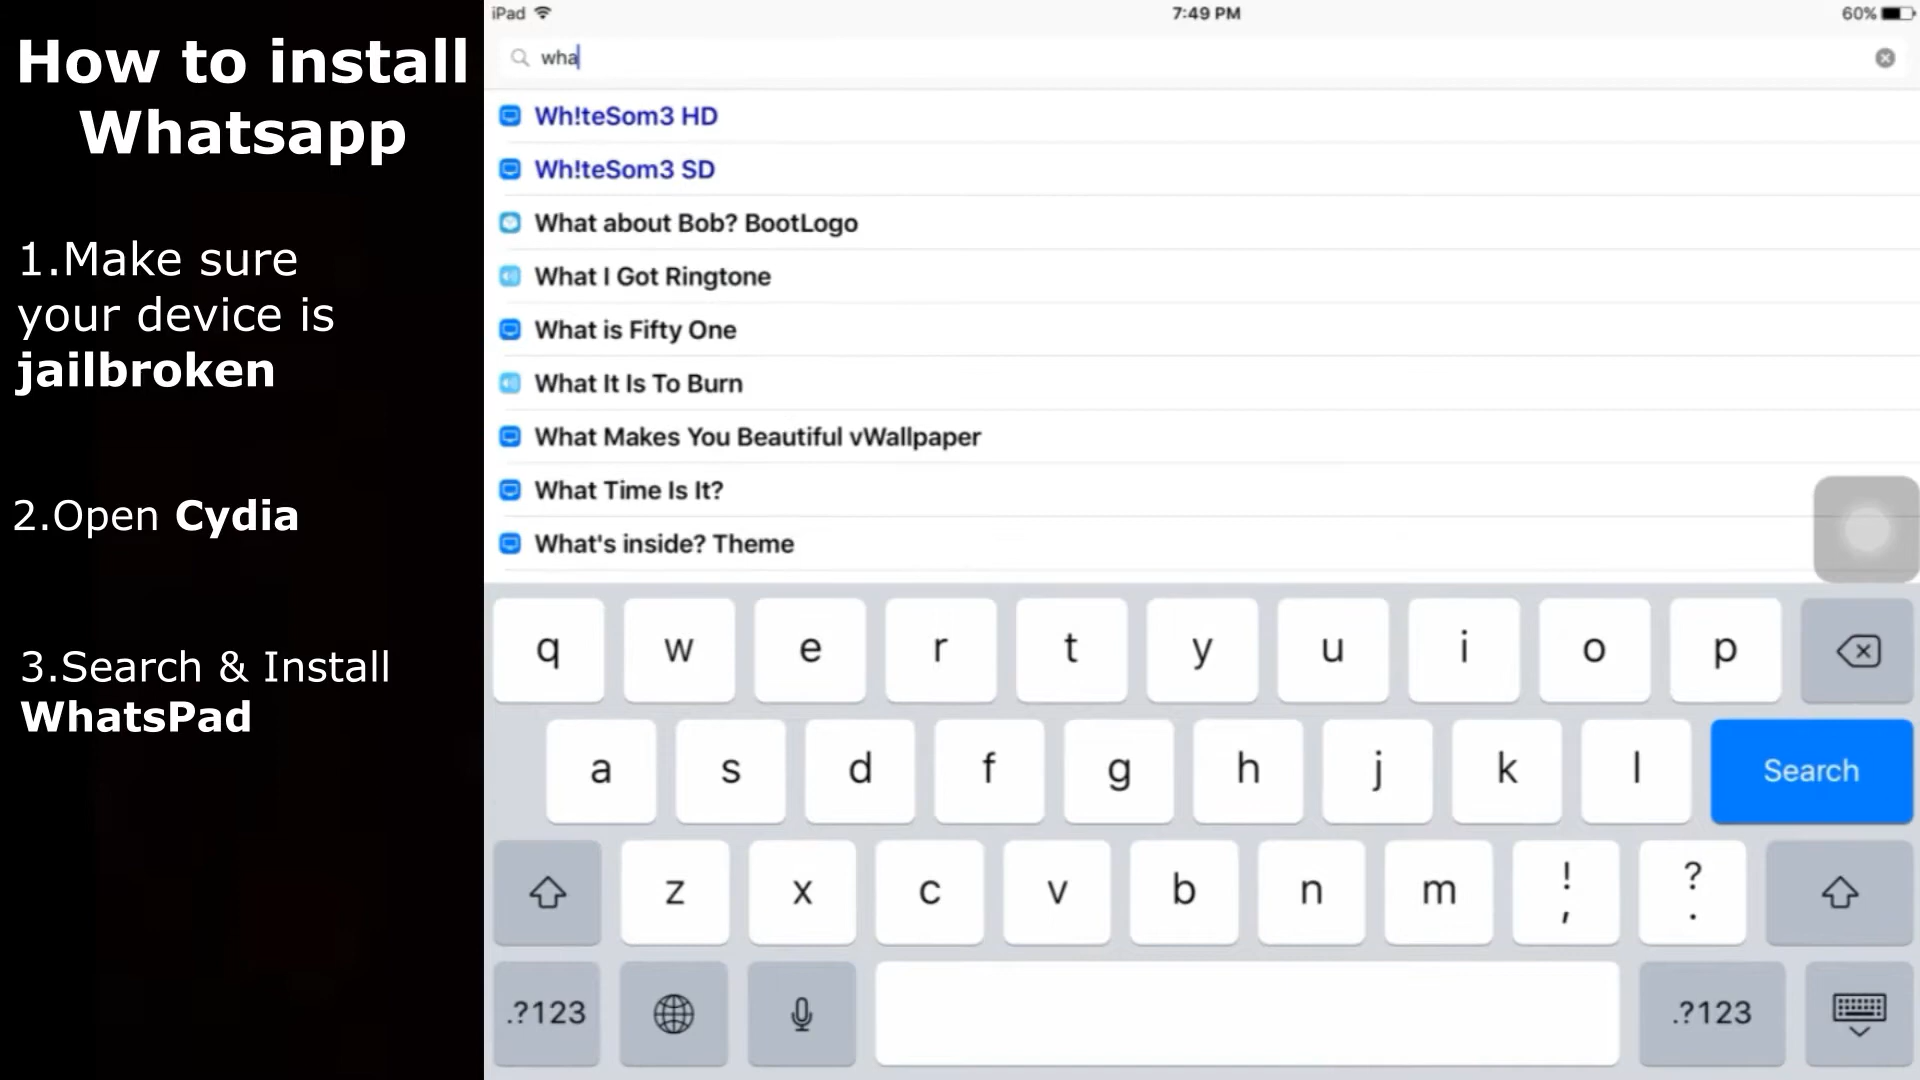 How to install
Whatsapp
1.Make sure
your device is
jailbroken
2.Open Cydia
3.Search & Install
WhatsPad
iPad 7:49 PM 60%
wha
Wh!teSom3 HD
Wh!teSom3 SD
What about Bob? BootLogo
What I Got Ringtone
What is Fifty One
What It Is To Burn
What Makes You Beautiful vWallpaper
What Time Is It?
What's inside? Theme
q w e r t y u i o p
a s d f g h j k l Search
z x c v b n m ! , ? .
.?123 .?123